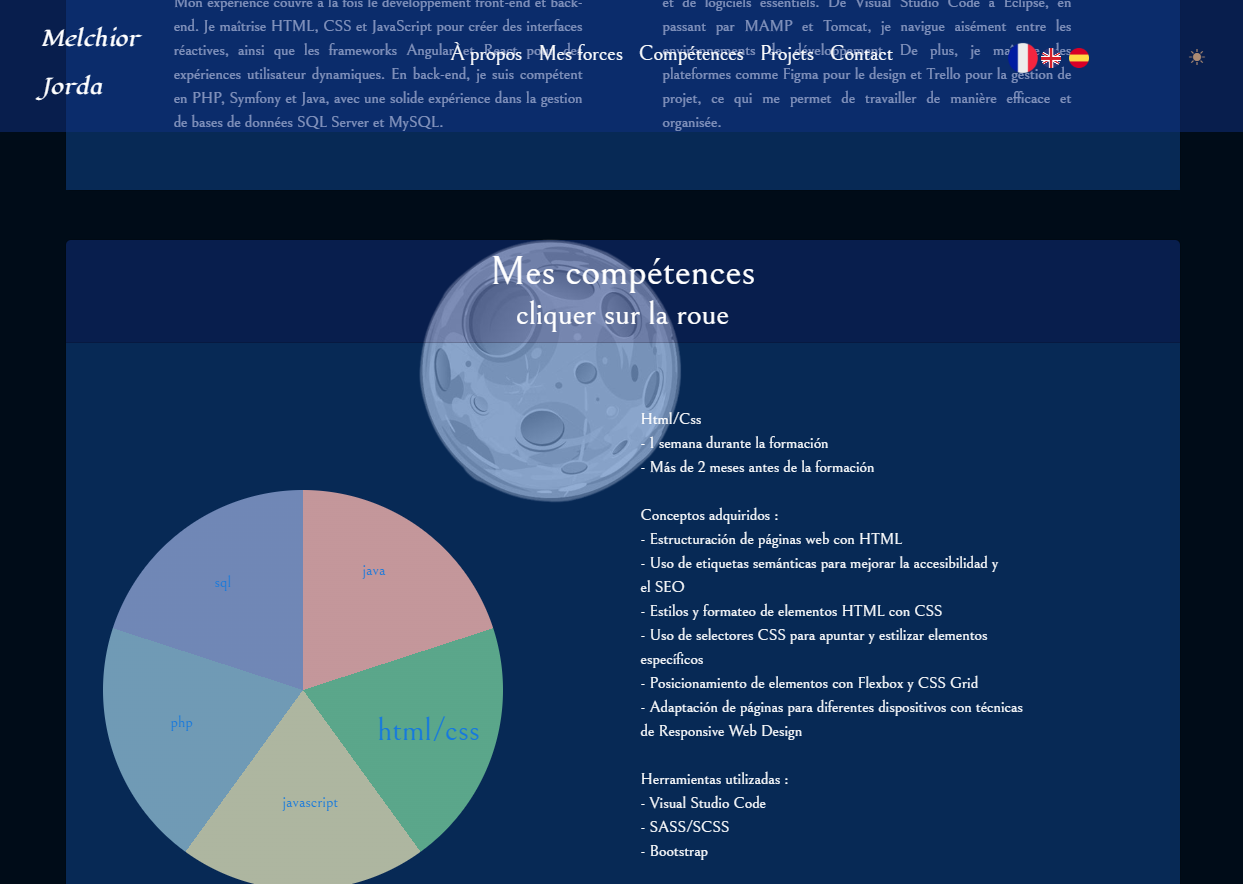 Melchior
Jorda
À propos Mes forces Compétences Projets Contact
Mon expérience couvre à la fois le développement front-end et back-
end. Je maîtrise HTML, CSS et JavaScript pour créer des interfaces
réactives, ainsi que les frameworks Angular et React pour des
expériences utilisateur dynamiques. En back-end, je suis compétent
en PHP, Symfony et Java, avec une solide expérience dans la gestion
de bases de données SQL Server et MySQL.
et de logiciels essentiels. De Visual Studio Code à Eclipse, en
passant par MAMP et Tomcat, je navigue aisément entre les
environnements de développement. De plus, je les
plateformes comme Figma pour le design et Trello pour la gestion de
projet, ce qui me permet de travailler de manière efficace et
organisée.
Mes compétences
cliquer sur la roue
sql
java
php
html/css
javascript
Html/Css
- 1 semana durante la formación
- Más de 2 meses antes de la formación
Conceptos adquiridos :
- Estructuración de páginas web con HTML
- Uso de etiquetas semánticas para mejorar la accesibilidad y
el SEO
- Estilos y formateo de elementos HTML con CSS
- Uso de selectores CSS para apuntar y estilizar elementos
específicos
- Posicionamiento de elementos con Flexbox y CSS Grid
- Adaptación de páginas para diferentes dispositivos con técnicas
de Responsive Web Design
Herramientas utilizadas :
- Visual Studio Code
- SASS/SCSS
- Bootstrap